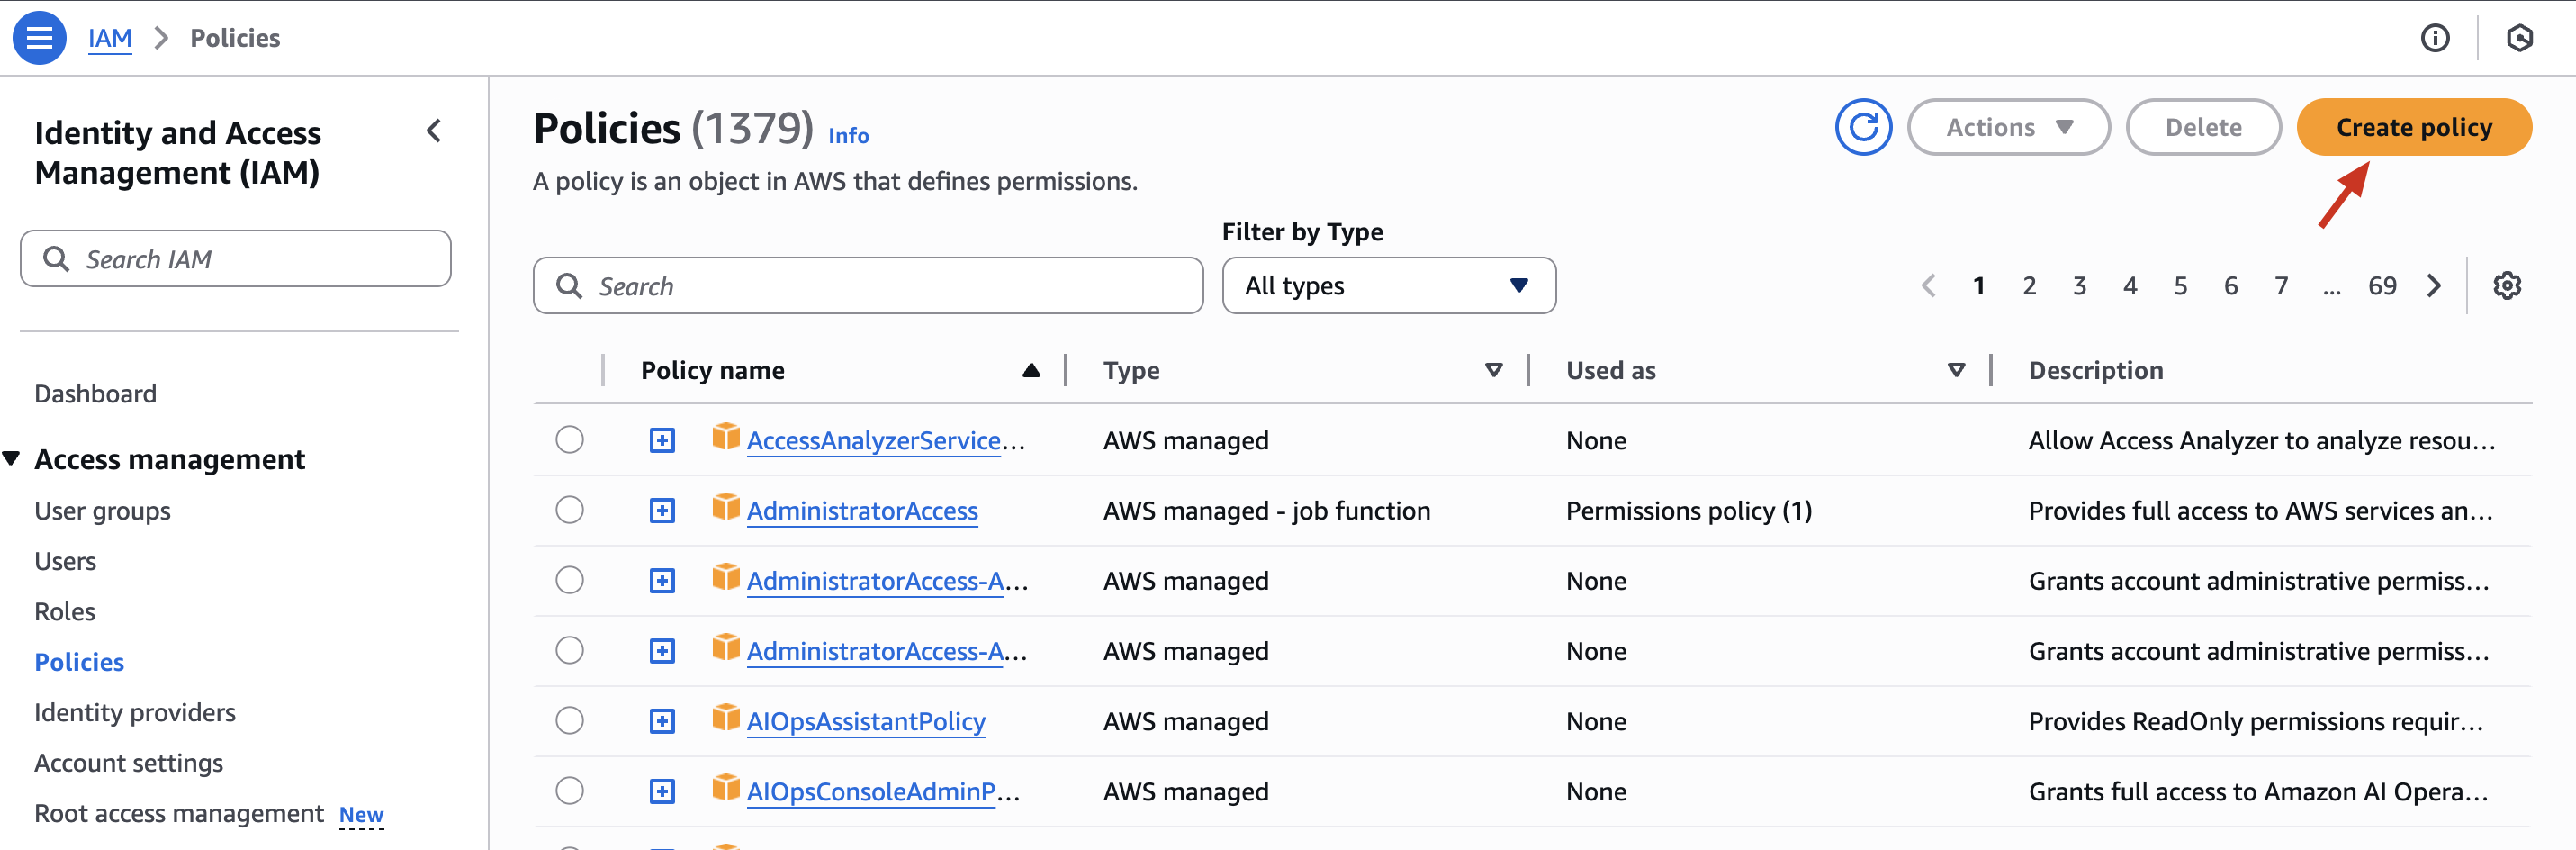 IAM > Policies
Identity and Access
Management (IAM)
Search IAM
Dashboard
Access management
User groups
Users
Roles
Policies
Identity providers
Account settings
Root access management New
Policies (1379) Info
Actions
Delete
Create policy
A policy is an object in AWS that defines permissions.
Filter by Type
Search
All types
1 2 3 4 5 6 7 ... 69
Policy name Type Used as Description
AccessAnalyzerService... AWS managed None Allow Access Analyzer to analyze resou...
AdministratorAccess AWS managed - job function Permissions policy (1) Provides full access to AWS services an...
AdministratorAccess-A... AWS managed None Grants account administrative permiss...
AdministratorAccess-A... AWS managed None Grants account administrative permiss...
AIOpsAssistantPolicy AWS managed None Provides ReadOnly permissions requir...
AIOpsConsoleAdminP... AWS managed None Grants full access to Amazon AI Opera...